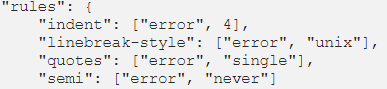 "rules": {
    "indent": ["error", 4],
    "linebreak-style": ["error", "unix"],
    "quotes": ["error", "single"],
    "semi": ["error", "never"]